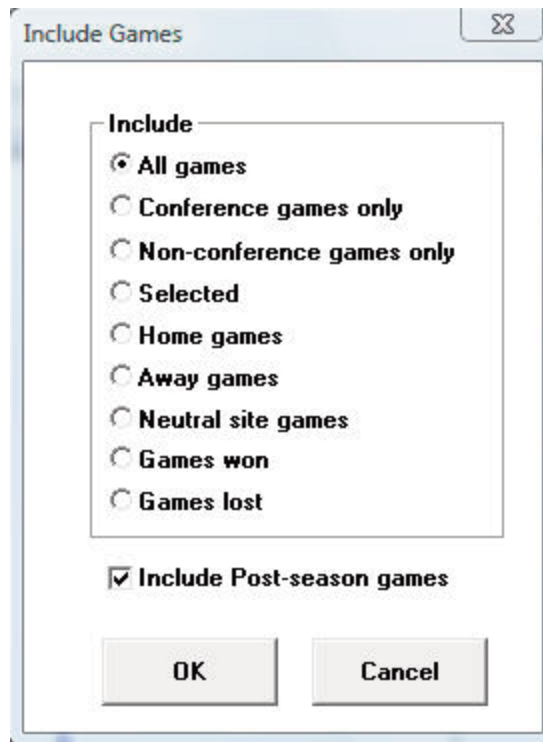 Include Games
Include
All games
Conference games only
Non-conference games only
Selected
Home games
Away games
Neutral site games
Games won
Games lost
Include Post-season games
OK
Cancel